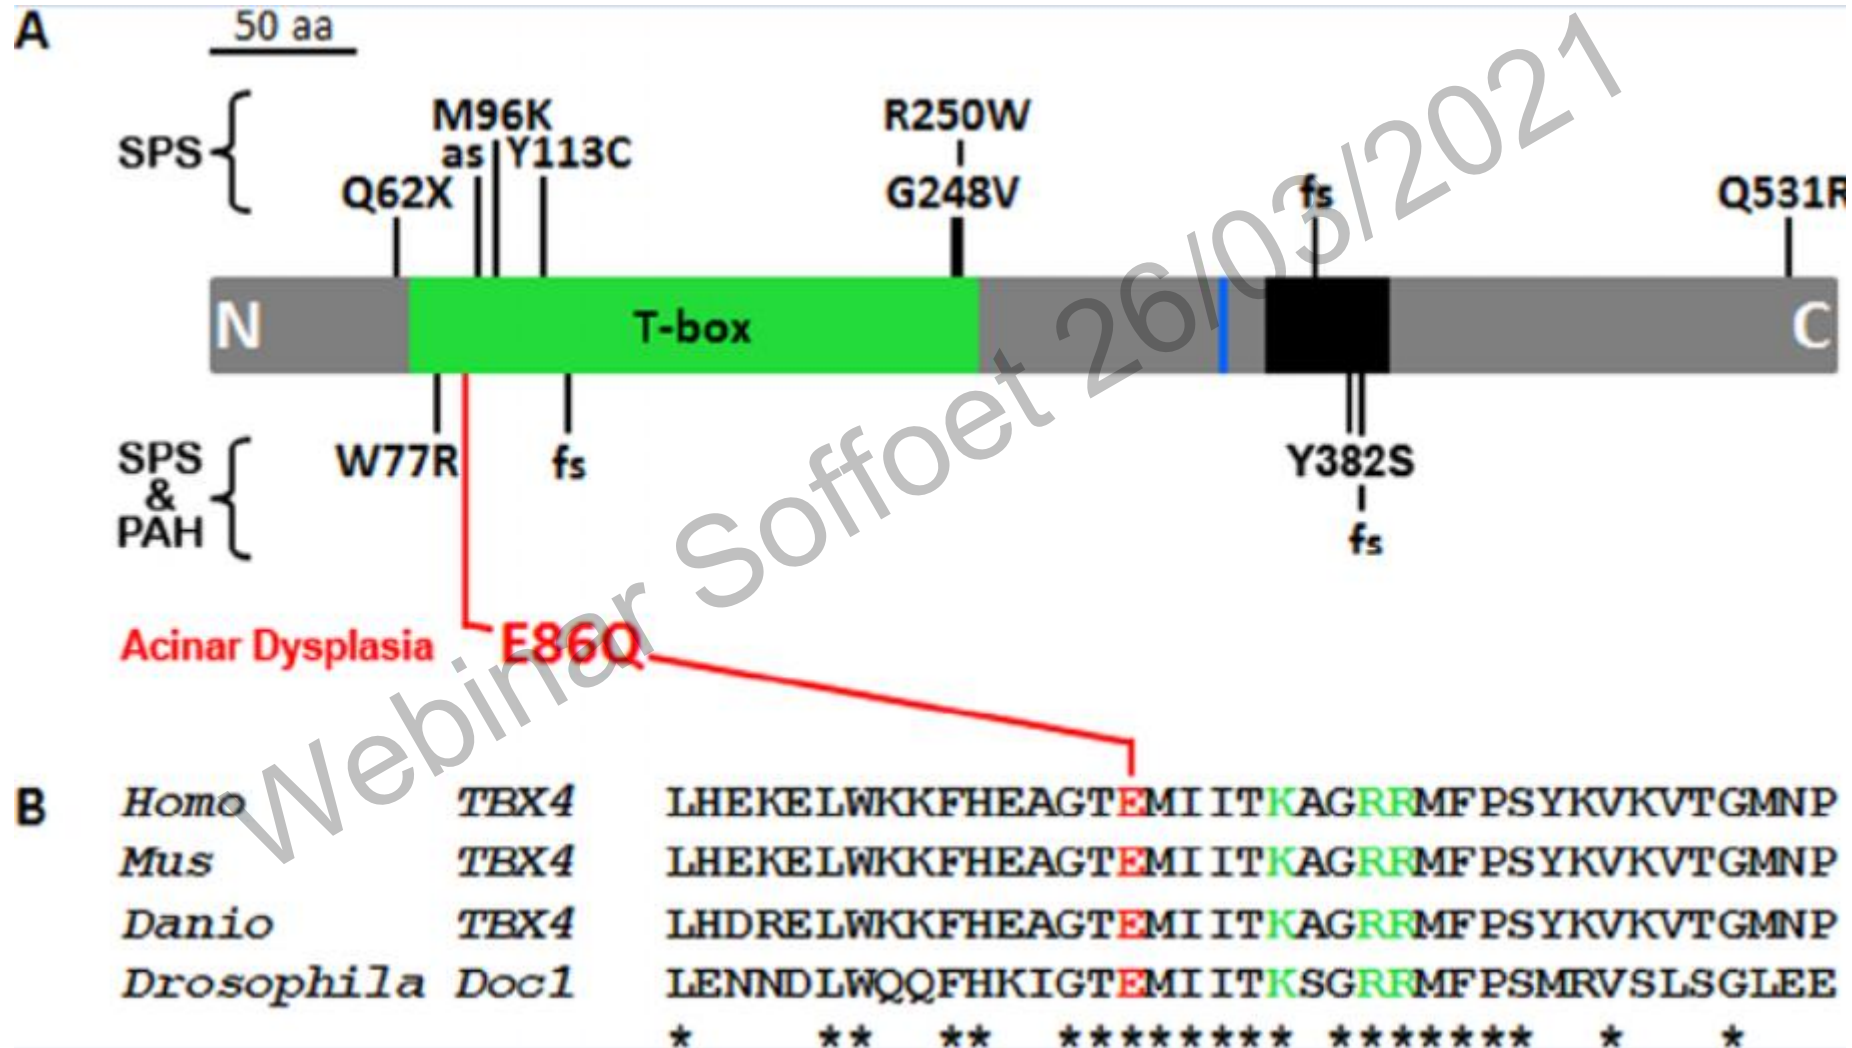 A
50 aa
M96K
R250W
SPS
as
Y113C
Q62X
G248V
fs
Q531R
N
T-box
C
SPS
&
PAH
W77R
fs
Y382S
fs
Acinar Dysplasia
E86Q
B
Homo TBX4 LHEKELWKKFHEAGTEMIITKAGRRMFPSYKVKVTGMNP
Mus TBX4 LHEKELWKKFHEAGTEMIITKAGRRMFPSYKVKVTGMNP
Danio TBX4 LHDRELWKKFHEAGTEMIITKAGRRMFPSYKVKVTGMNP
Drosophila Doc1 LENNDLWQQFHKIGTEMIITKSGRRMFPSMRVSLSGLEE
* ** ** ******** ******* * *
Webinar Soffoet 26/03/2021